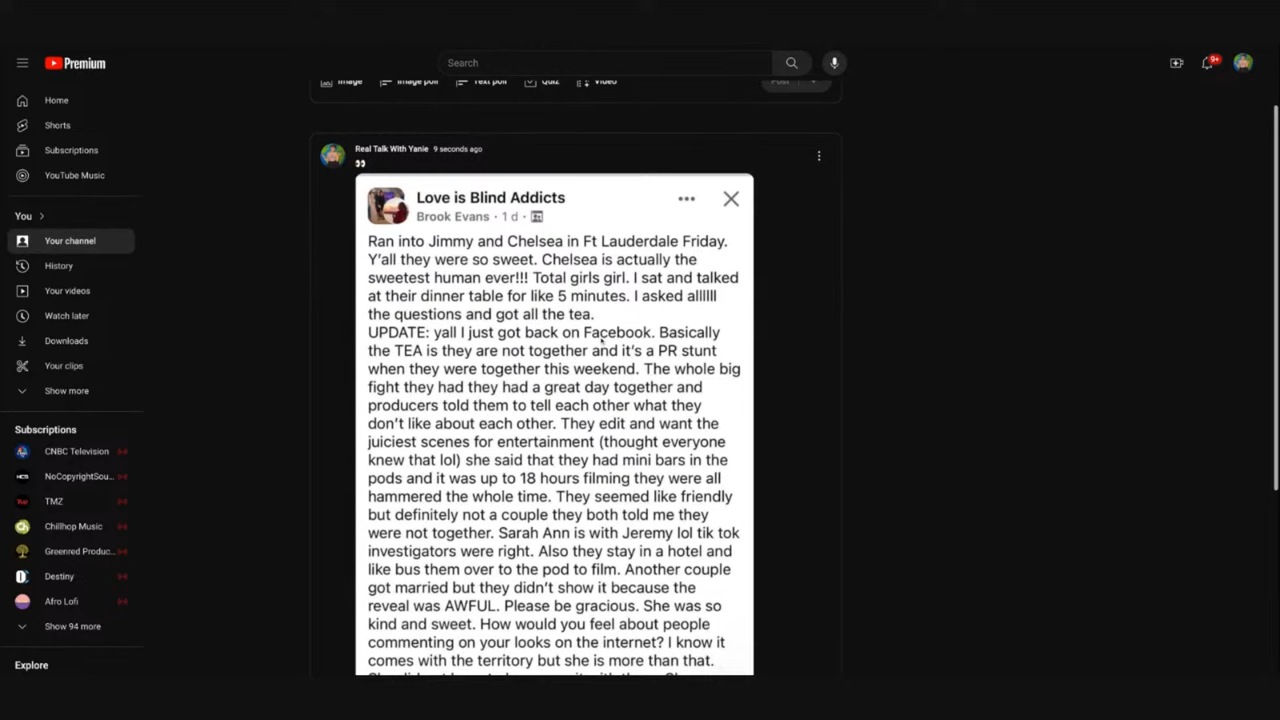 Premium
Search
9+
Image
Image poll
Text poll
Quiz
Video
Post
Home
Shorts
Subscriptions
YouTube Music
You
Your channel
History
Your videos
Watch later
Downloads
Your clips
Show more
Subscriptions
CNBC Television
NoCopyrightSou...
TMZ
Chillhop Music
Greenred Produc...
Destiny
Afro Lofi
Show 94 more
Explore
Real Talk With Yanie 9 seconds ago
Love is Blind Addicts
Brook Evans · 1 d ·
Ran into Jimmy and Chelsea in Ft Lauderdale Friday.
Y'all they were so sweet. Chelsea is actually the
sweetest human ever!!! Total girls girl. I sat and talked
at their dinner table for like 5 minutes. I asked allllll
the questions and got all the tea.
UPDATE: yall I just got back on Facebook. Basically
the TEA is they are not together and it's a PR stunt
when they were together this weekend. The whole big
fight they had they had a great day together and
producers told them to tell each other what they
don't like about each other. They edit and want the
juiciest scenes for entertainment (thought everyone
knew that lol) she said that they had mini bars in the
pods and it was up to 18 hours filming they were all
hammered the whole time. They seemed like friendly
but definitely not a couple they both told me they
were not together. Sarah Ann is with Jeremy lol tik tok
investigators were right. Also they stay in a hotel and
like bus them over to the pod to film. Another couple
got married but they didn't show it because the
reveal was AWFUL. Please be gracious. She was so
kind and sweet. How would you feel about people
commenting on your looks on the internet? I know it
comes with the territory but she is more than that.